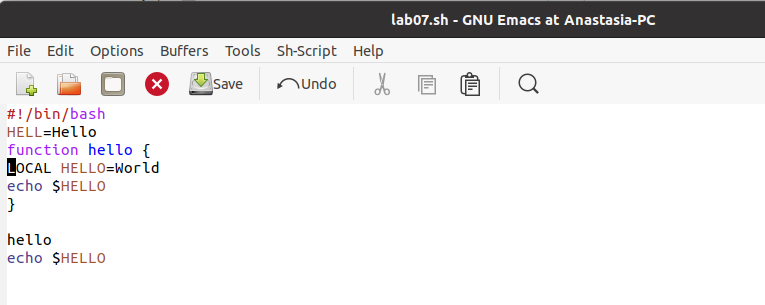 lab07.sh - GNU Emacs at Anastasia-PC
File Edit Options Buffers Tools Sh-Script Help
Save Undo
#!/bin/bash
HELL=Hello
function hello {
LOCAL HELLO=World
echo $HELLO
}
hello
echo $HELLO